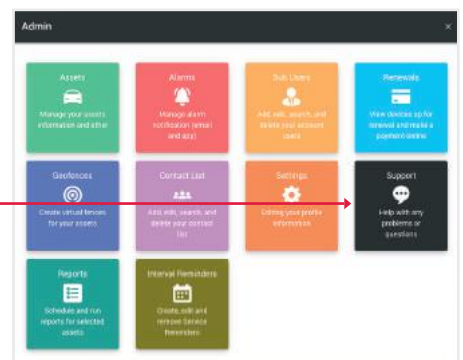 Admin ×
Assets
Manage your assets
information and other
Alarms
Manage alarm
notification (email
and app)
Sub Users
Add, edit, search, and
delete your account
users
Renewals
View devices up for
renewal and make a
payment online
Geofences
Create virtual fences
for your assets
Contact List
Add, edit, search, and
delete your contact
list
Settings
Editing your profile
information
Support
Help with any
problems or
questions
Reports
Schedule and run
reports for selected
assets
Interval Reminders
Create, edit and
remove Service
Reminders